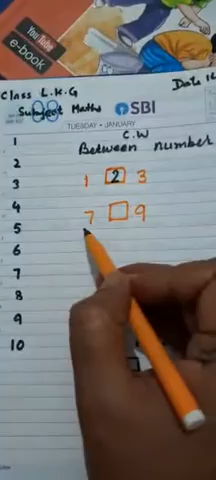 YouTube
e-book
Class L.K.G
Date
Subject Maths
SBI
TUESDAY • JANUARY
C.W
Between number
1
2
3
4
5
6
7
8
9
10
1 2 3
7 9